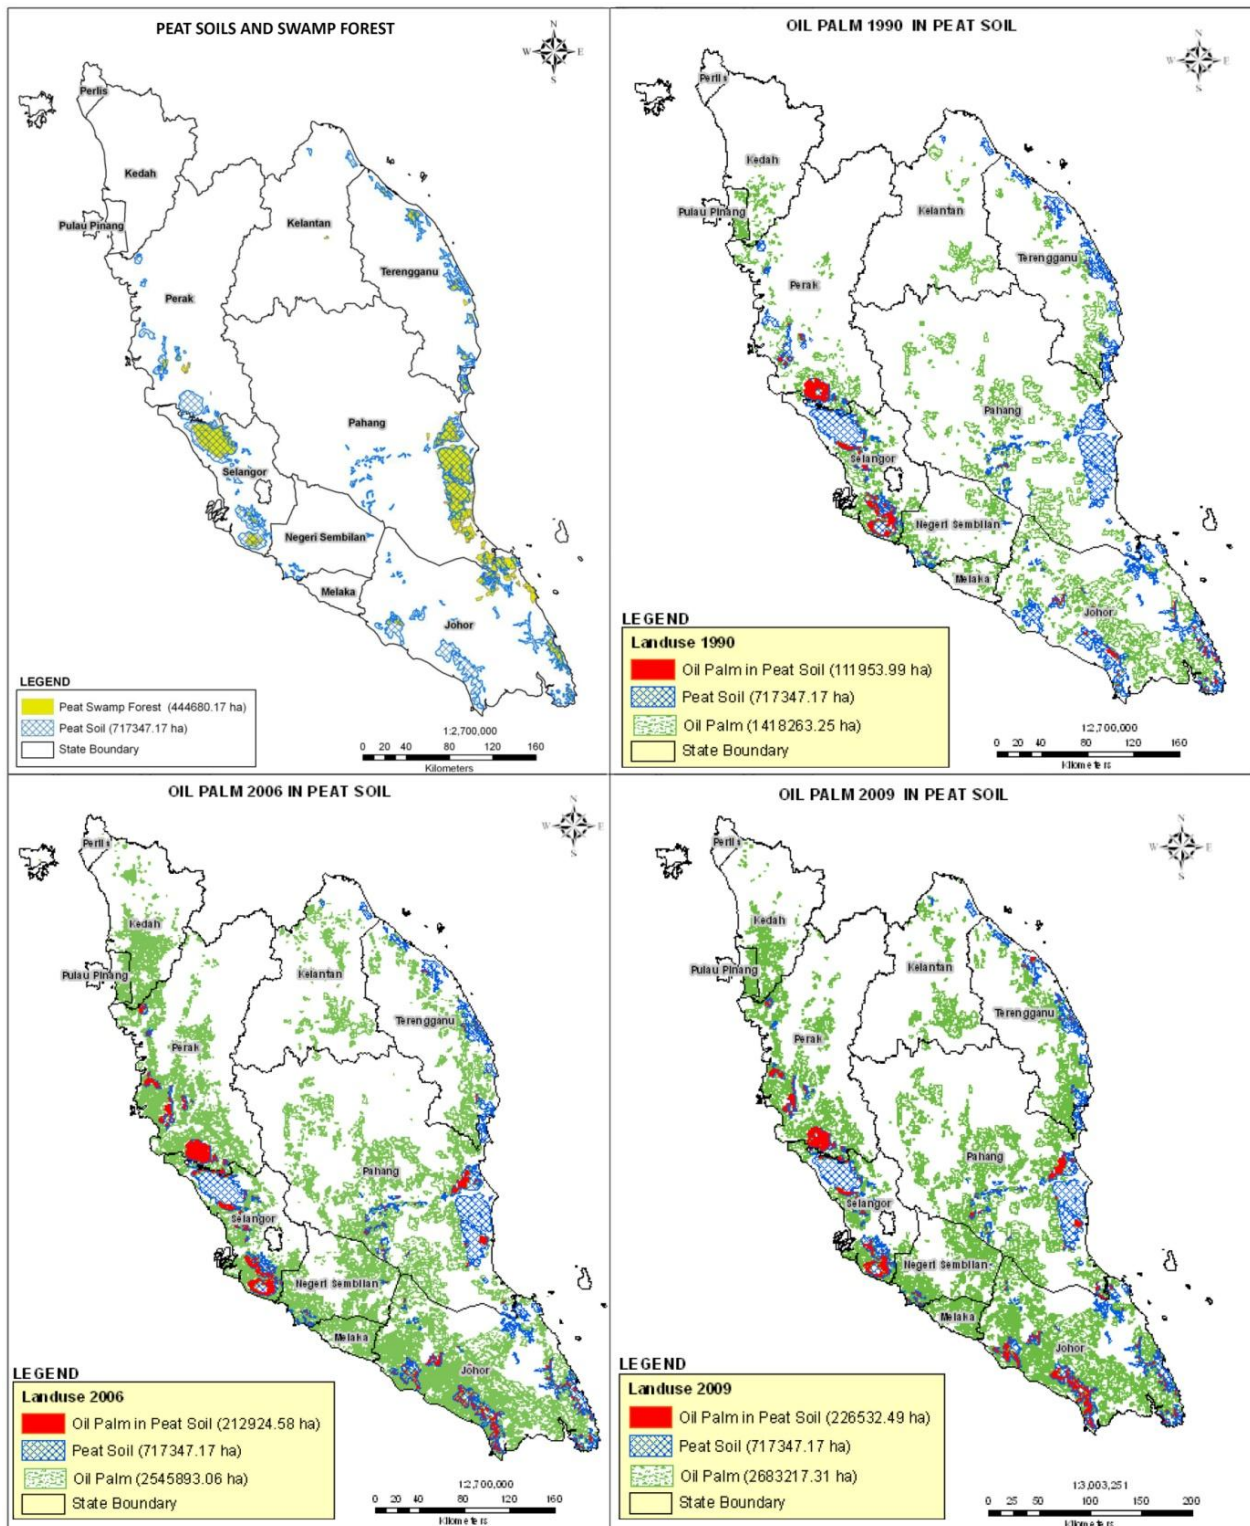 PEAT SOILS AND SWAMP FOREST
N
W E
S
Perlis
Kedah
Pulau Pinang
Kelantan
Terengganu
Perak
Pahang
Selangor
Negeri Sembilan
Melaka
Johor
LEGEND
Peat Swamp Forest (444680.17 ha)
Peat Soil (717347.17 ha)
State Boundary
1:2,700,000
0 20 40 80 120 160
Kilometers
OIL PALM 1990 IN PEAT SOIL
N
W E
S
Perlis
Kedah
Pulau Pinang
Kelantan
Terengganu
Perak
Pahang
Selangor
Negeri Sembilan
Melaka
Johor
LEGEND
Landuse 1990
Oil Palm in Peat Soil (111953.99 ha)
Peat Soil (717347.17 ha)
Oil Palm (1418263.25 ha)
State Boundary
1:2,700,000
0 20 40 80 120 160
Kilometers
OIL PALM 2006 IN PEAT SOIL
N
W E
S
Perlis
Kedah
Pulau Pinang
Kelantan
Terengganu
Perak
Pahang
Selangor
Negeri Sembilan
Melaka
Johor
LEGEND
Landuse 2006
Oil Palm in Peat Soil (212924.58 ha)
Peat Soil (717347.17 ha)
Oil Palm (2545893.06 ha)
State Boundary
1:2,700,000
0 20 40 80 120 160
Kilometers
OIL PALM 2009 IN PEAT SOIL
N
W E
S
Perlis
Kedah
Pulau Pinang
Kelantan
Terengganu
Perak
Pahang
Selangor
Negeri Sembilan
Melaka
Johor
LEGEND
Landuse 2009
Oil Palm in Peat Soil (226532.49 ha)
Peat Soil (717347.17 ha)
Oil Palm (2683217.31 ha)
State Boundary
1:3,003,251
0 25 50 100 150 200
Kilometers